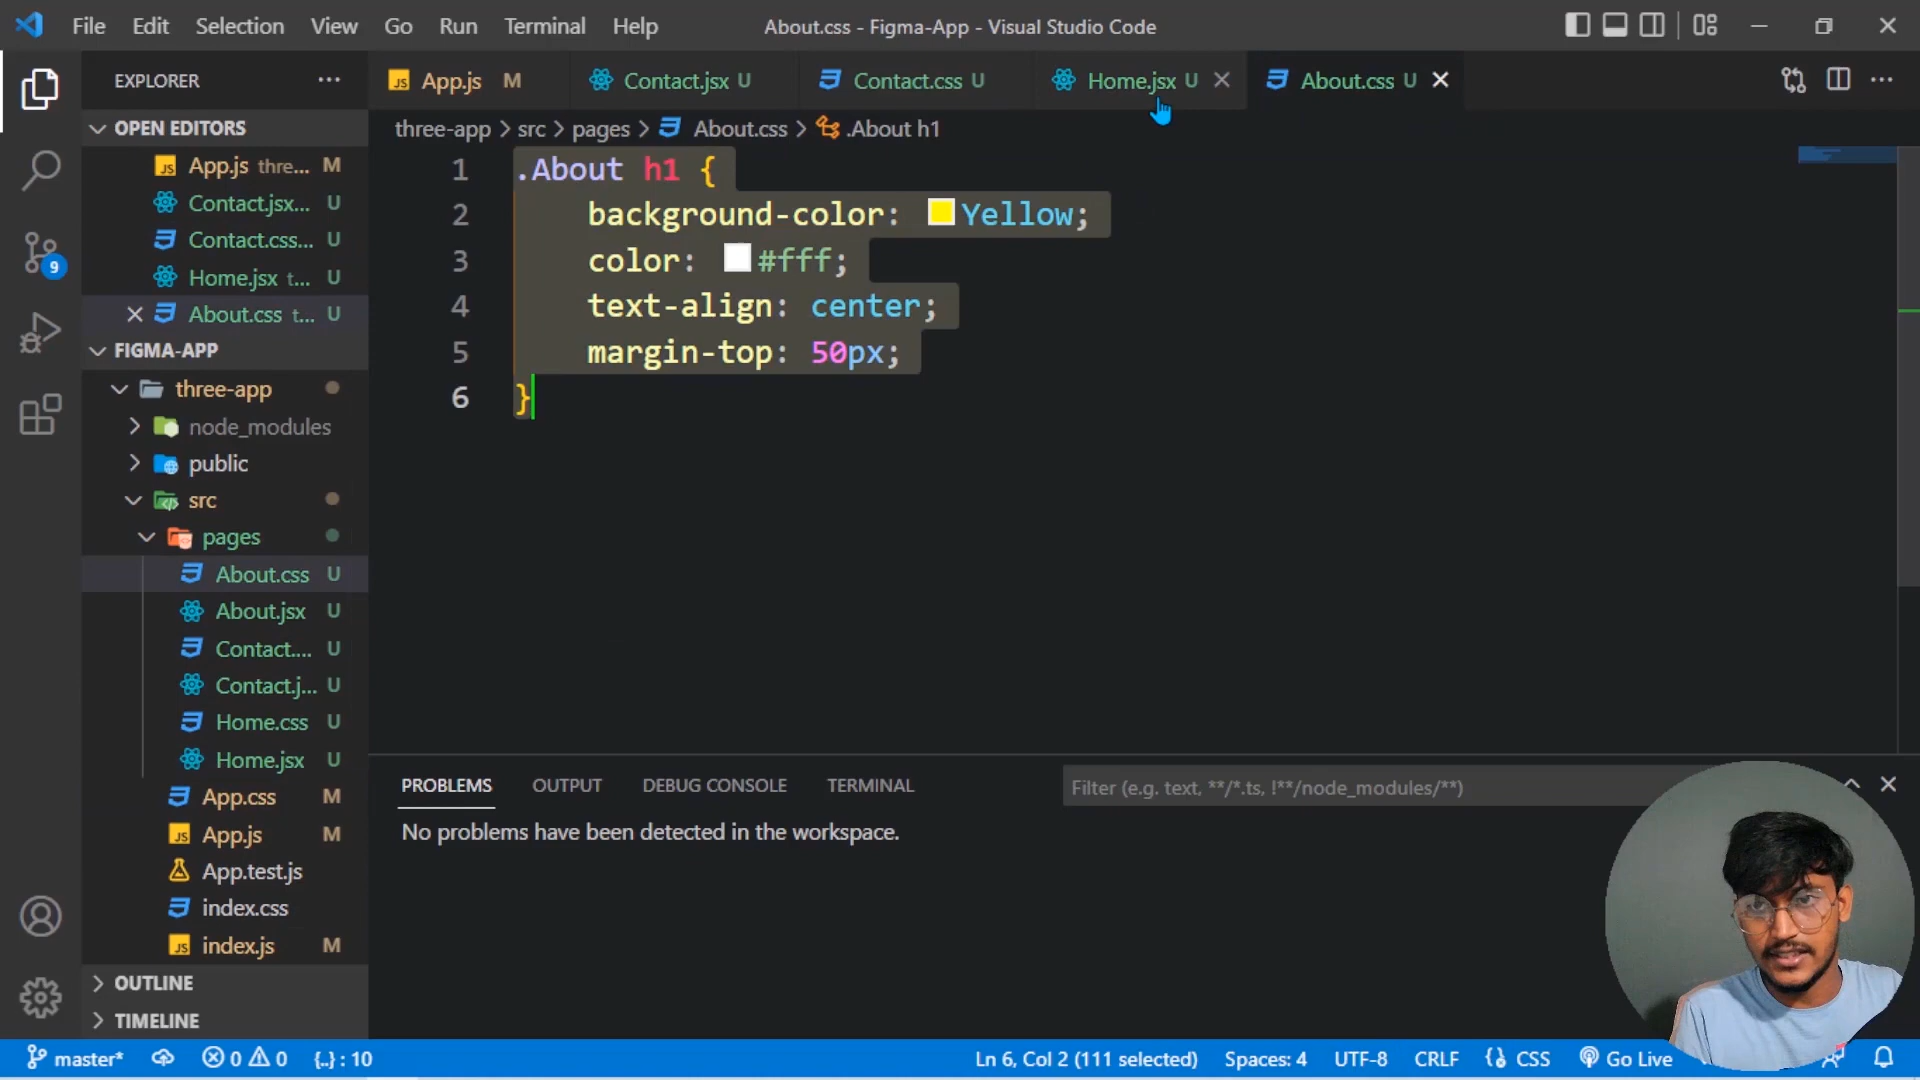 File Edit Selection View Go Run Terminal Help About.css - Figma-App - Visual Studio Code
EXPLORER
App.js M Contact.jsx U Contact.css U Home.jsx U About.css U
three-app > src > pages > About.css > .About h1
OPEN EDITORS
App.js thre... M
Contact.jsx... U
Contact.css... U
Home.jsx t... U
About.css t... U
FIGMA-APP
three-app
node_modules
public
src
pages
About.css U
About.jsx U
Contact.... U
Contact.j... U
Home.css U
Home.jsx U
App.css M
App.js M
App.test.js
index.css
index.js M
OUTLINE
TIMELINE
1 .About h1 {
2 background-color: Yellow;
3 color: #fff;
4 text-align: center;
5 margin-top: 50px;
6 }
PROBLEMS OUTPUT DEBUG CONSOLE TERMINAL Filter (e.g. text, **/*.ts, !**/node_modules/**)
No problems have been detected in the workspace.
9
master* 0 0 {..} : 10 Ln 6, Col 2 (111 selected) Spaces: 4 UTF-8 CRLF CSS Go Live